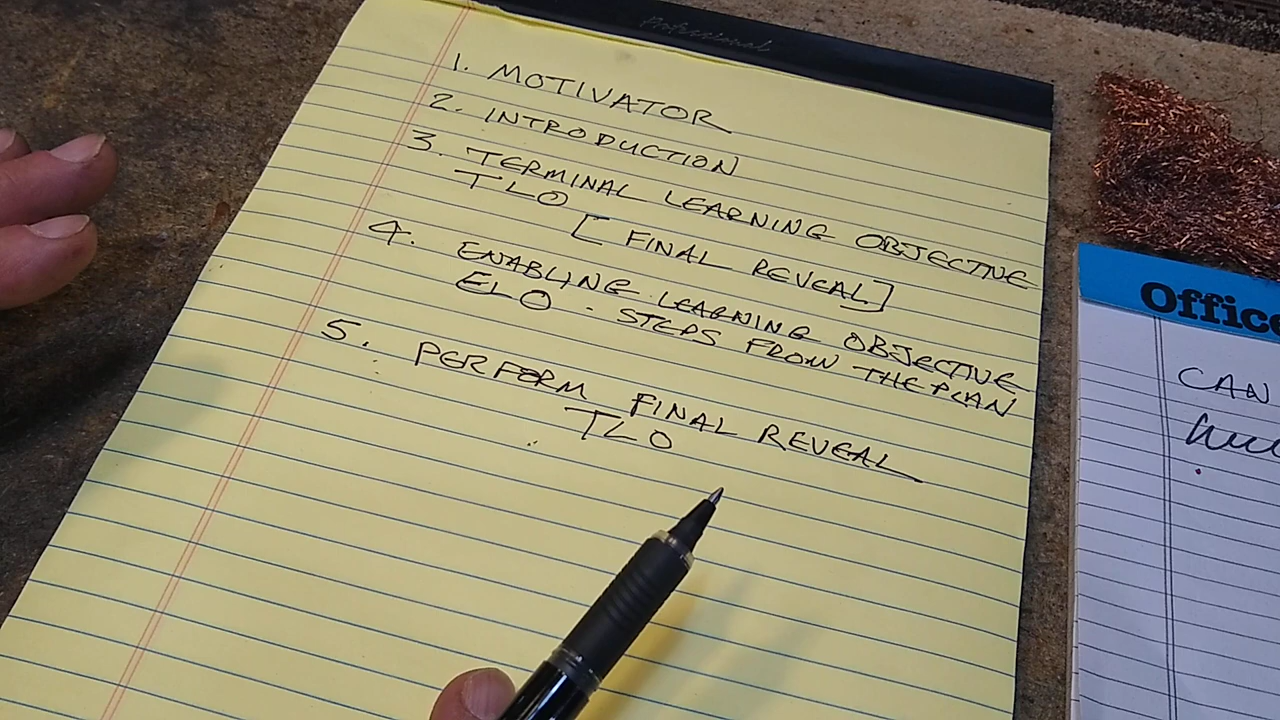 Professional
1. MOTIVATOR
2. INTRODUCTION
3. TERMINAL LEARNING OBJECTIVE
TLO
[FINAL REVEAL]
4. ENABLING LEARNING OBJECTIVE
ELO · STEPS FROM THE PLAN
5. PERFORM FINAL REVEAL
TLO
Office
CAN